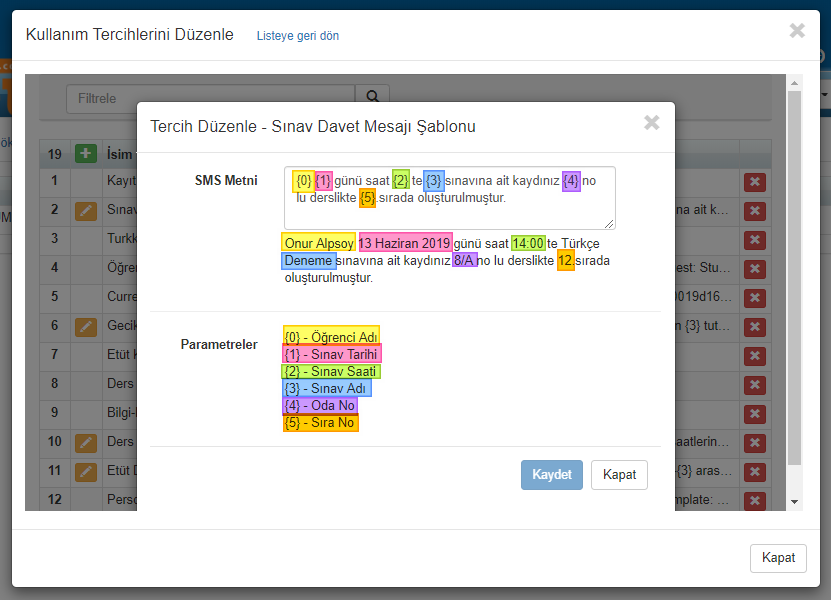 Kullanım Tercihlerini Düzenle Listeye geri dön
Filtrele
Tercih Düzenle - Sınav Davet Mesajı Şablonu
19 İsim
SMS Metni
{0} {1} günü saat {2} te {3} sınavına ait kaydınız {4} no
lu derslikte {5}.sırada oluşturulmuştur.
Onur Alpsoy 13 Haziran 2019 günü saat 14:00 te Türkçe
Deneme sınavına ait kaydınız 8/A no lu derslikte 12.sırada
oluşturulmuştur.
Parametreler
{0} - Öğrenci Adı
{1} - Sınav Tarihi
{2} - Sınav Saati
{3} - Sınav Adı
{4} - Oda No
{5} - Sıra No
Kaydet Kapat
1 Kayıt
2 Sınav na ait k...
3 Turkk
4 Öğre est: Stu...
5 Curre 0019d16...
6 Gecik n {3} tut...
7 Etüt
8 Ders
9 Bilgi-
10 Ders saatlerin...
11 Etüt -{3} aras...
12 Perso mplate: ...
Kapat